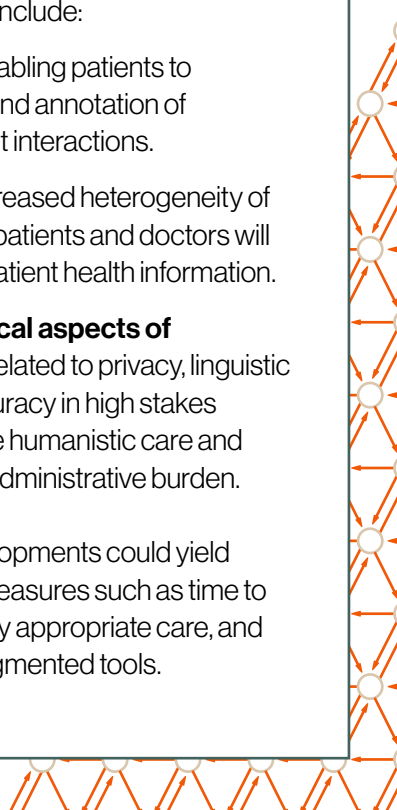 nclude:
abling patients to
nd annotation of
t interactions.
reased heterogeneity of
patients and doctors will
atient health information.
cal aspects of
elated to privacy, linguistic
uracy in high stakes
e humanistic care and
dministrative burden.
opments could yield
easures such as time to
y appropriate care, and
gmented tools.